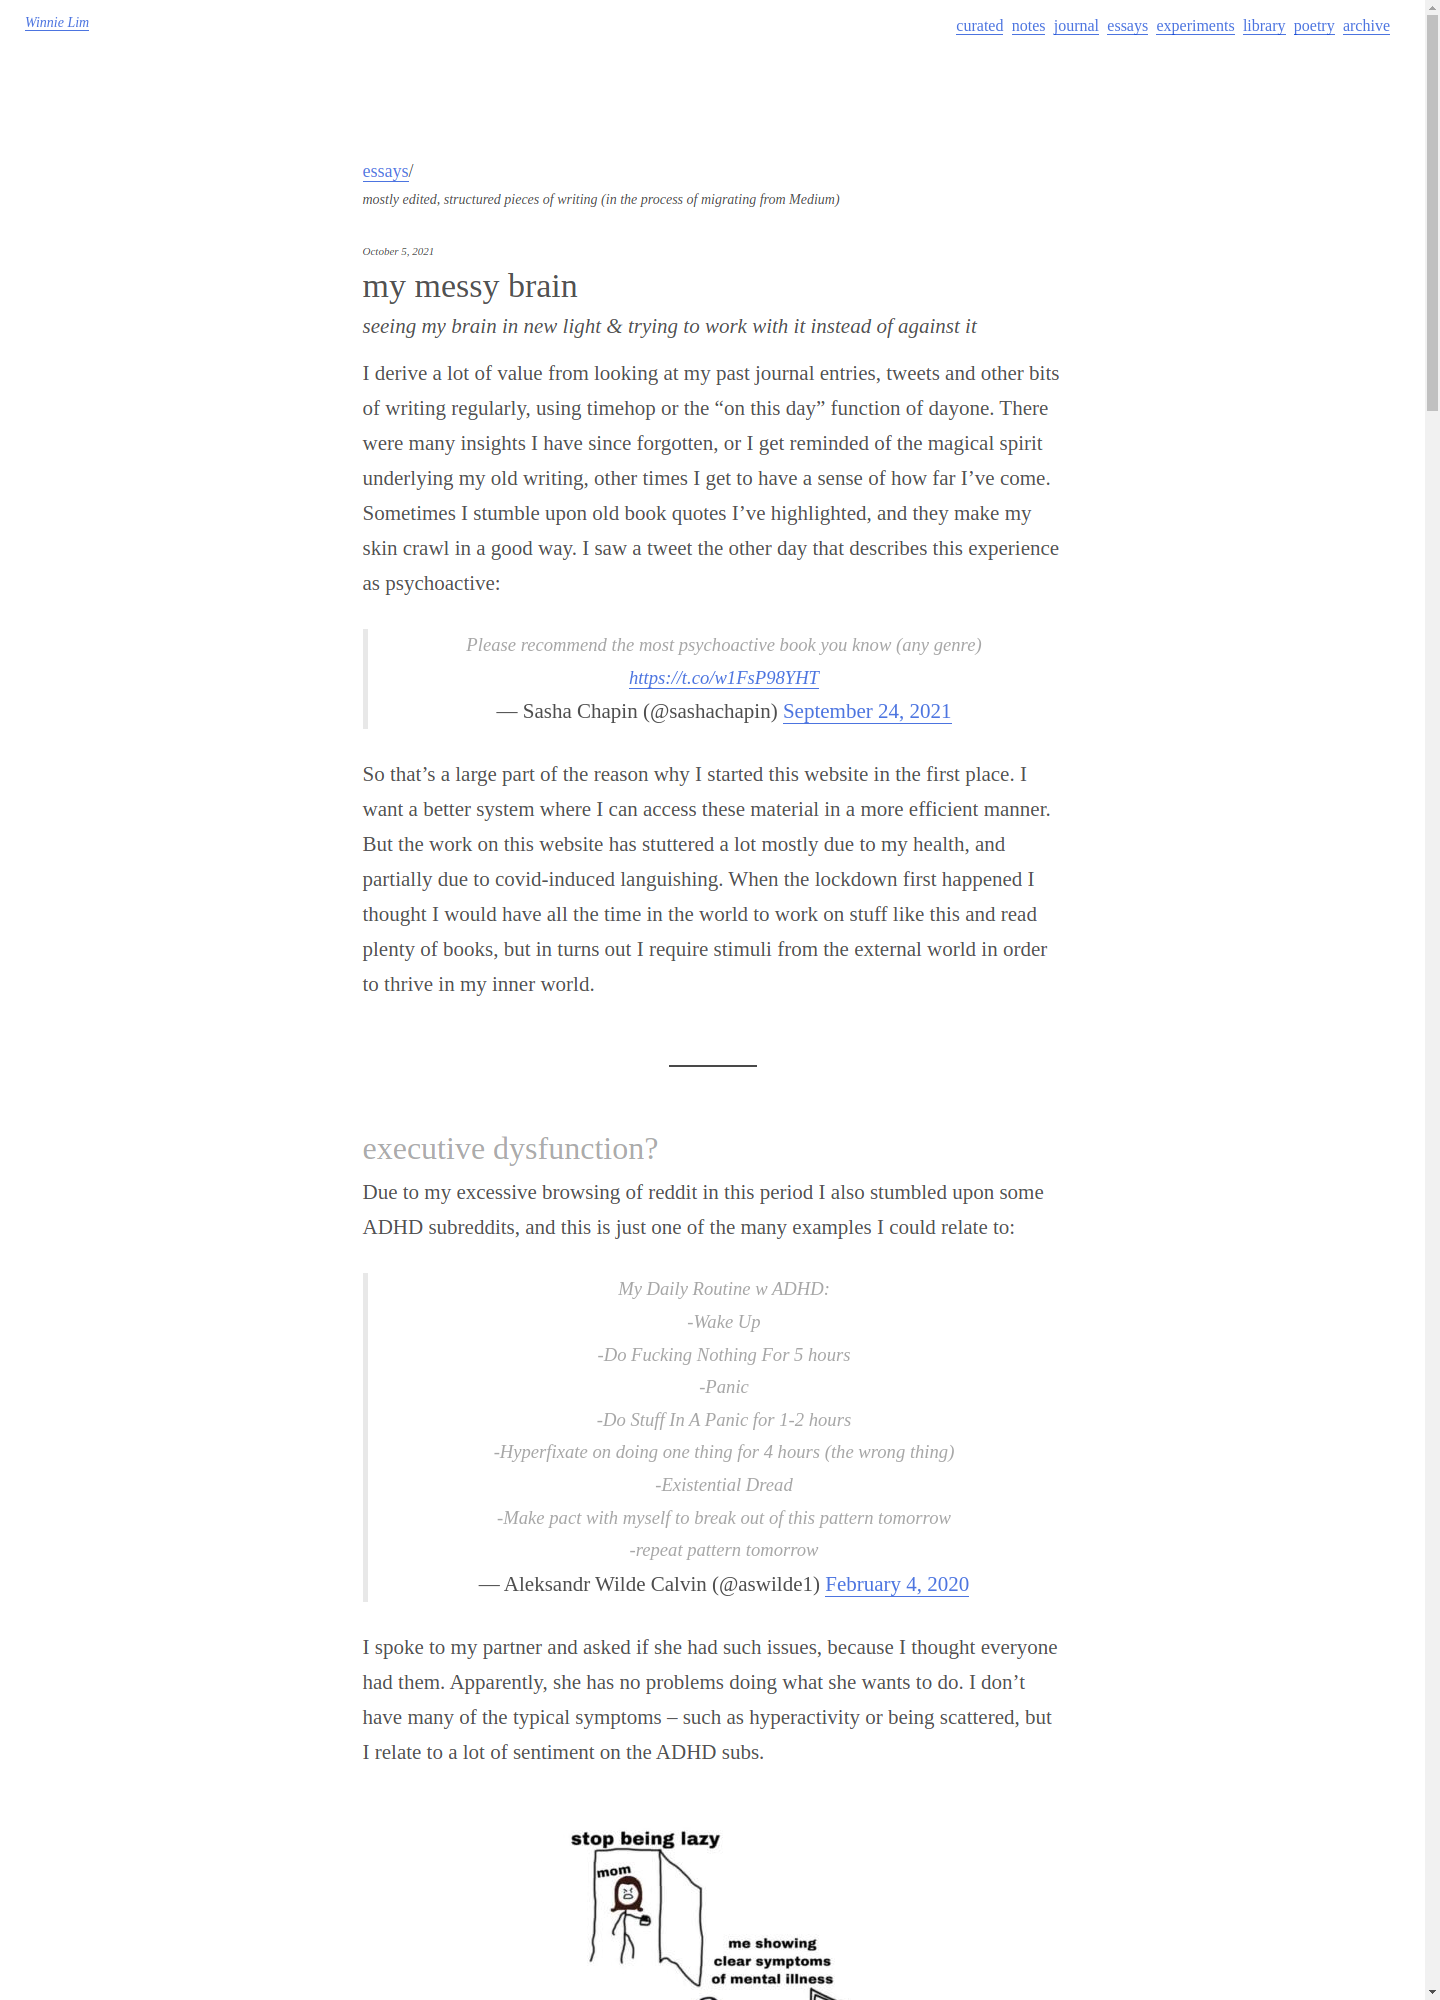 Winnie Lim
curated notes journal essays experiments library poetry archive
essays/
mostly edited, structured pieces of writing (in the process of migrating from Medium)
October 5, 2021
my messy brain
seeing my brain in new light & trying to work with it instead of against it
I derive a lot of value from looking at my past journal entries, tweets and other bits
of writing regularly, using timehop or the “on this day” function of dayone. There
were many insights I have since forgotten, or I get reminded of the magical spirit
underlying my old writing, other times I get to have a sense of how far I’ve come.
Sometimes I stumble upon old book quotes I’ve highlighted, and they make my
skin crawl in a good way. I saw a tweet the other day that describes this experience
as psychoactive:
Please recommend the most psychoactive book you know (any genre)
https://t.co/w1FsP98YHT
— Sasha Chapin (@sashachapin) September 24, 2021
So that’s a large part of the reason why I started this website in the first place. I
want a better system where I can access these material in a more efficient manner.
But the work on this website has stuttered a lot mostly due to my health, and
partially due to covid-induced languishing. When the lockdown first happened I
thought I would have all the time in the world to work on stuff like this and read
plenty of books, but in turns out I require stimuli from the external world in order
to thrive in my inner world.
executive dysfunction?
Due to my excessive browsing of reddit in this period I also stumbled upon some
ADHD subreddits, and this is just one of the many examples I could relate to:
My Daily Routine w ADHD:
-Wake Up
-Do Fucking Nothing For 5 hours
-Panic
-Do Stuff In A Panic for 1-2 hours
-Hyperfixate on doing one thing for 4 hours (the wrong thing)
-Existential Dread
-Make pact with myself to break out of this pattern tomorrow
-repeat pattern tomorrow
— Aleksandr Wilde Calvin (@aswilde1) February 4, 2020
I spoke to my partner and asked if she had such issues, because I thought everyone
had them. Apparently, she has no problems doing what she wants to do. I don’t
have many of the typical symptoms – such as hyperactivity or being scattered, but
I relate to a lot of sentiment on the ADHD subs.
stop being lazy
mom
me showing
clear symptoms
of mental illness